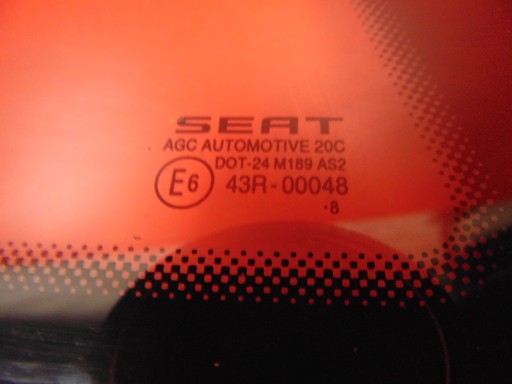 SEAT
AGC AUTOMOTIVE 20C
DOT-24 M189 AS2
E6 43R-00048
·8